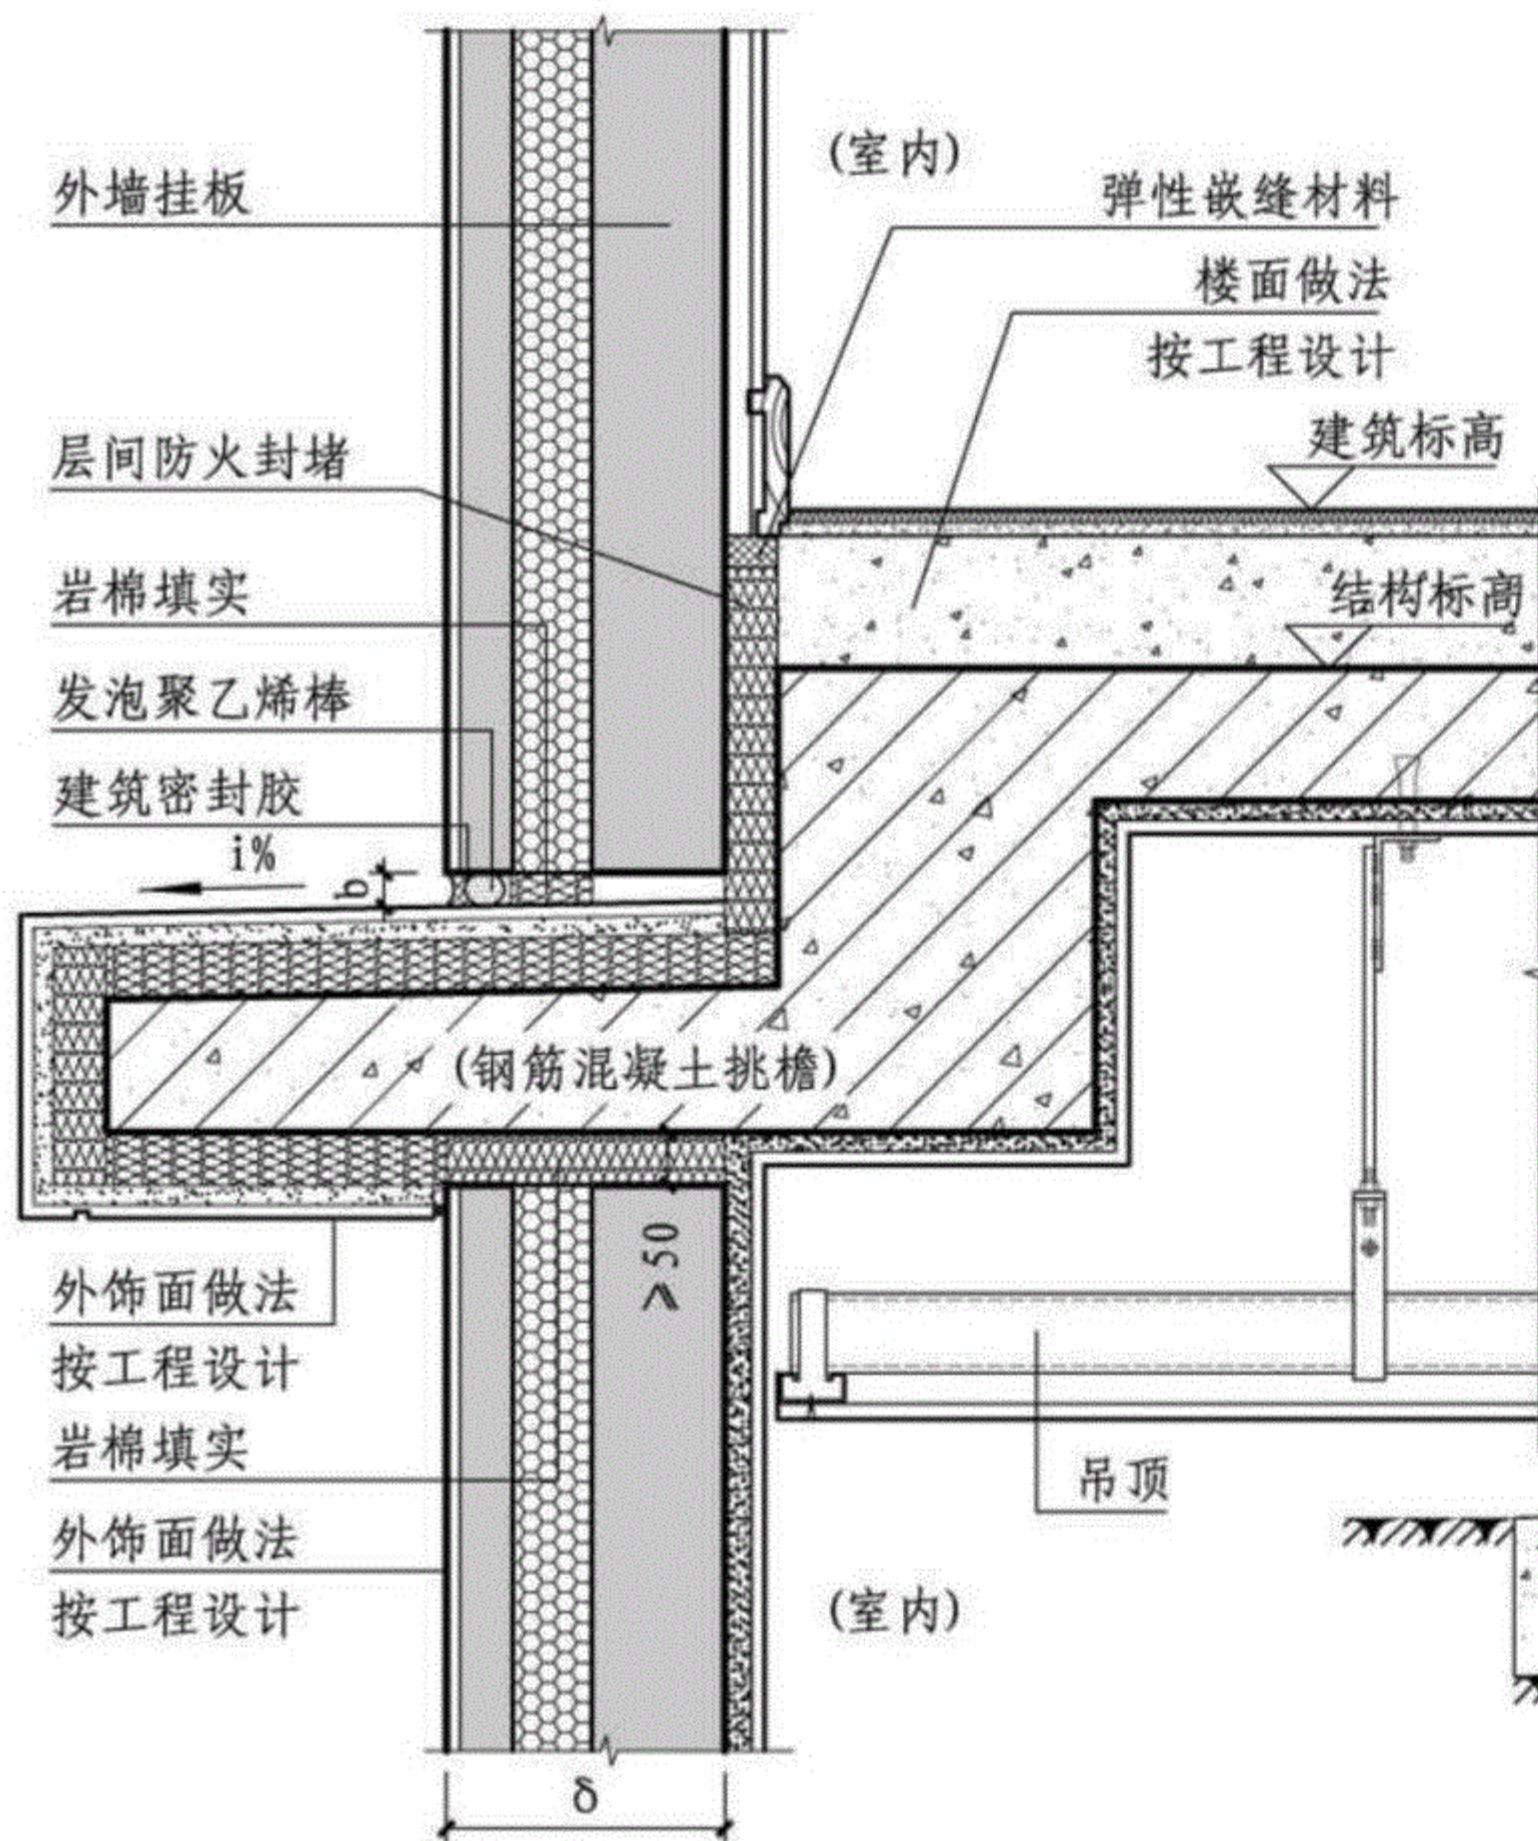 (室内)
外墙挂板
弹性嵌缝材料
楼面做法
按工程设计
建筑标高
层间防火封堵
岩棉填实
结构标高
发泡聚乙烯棒
建筑密封胶
i%
b
(钢筋混凝土挑檐)
≥50
外饰面做法
按工程设计
岩棉填实
吊顶
外饰面做法
按工程设计
(室内)
δ